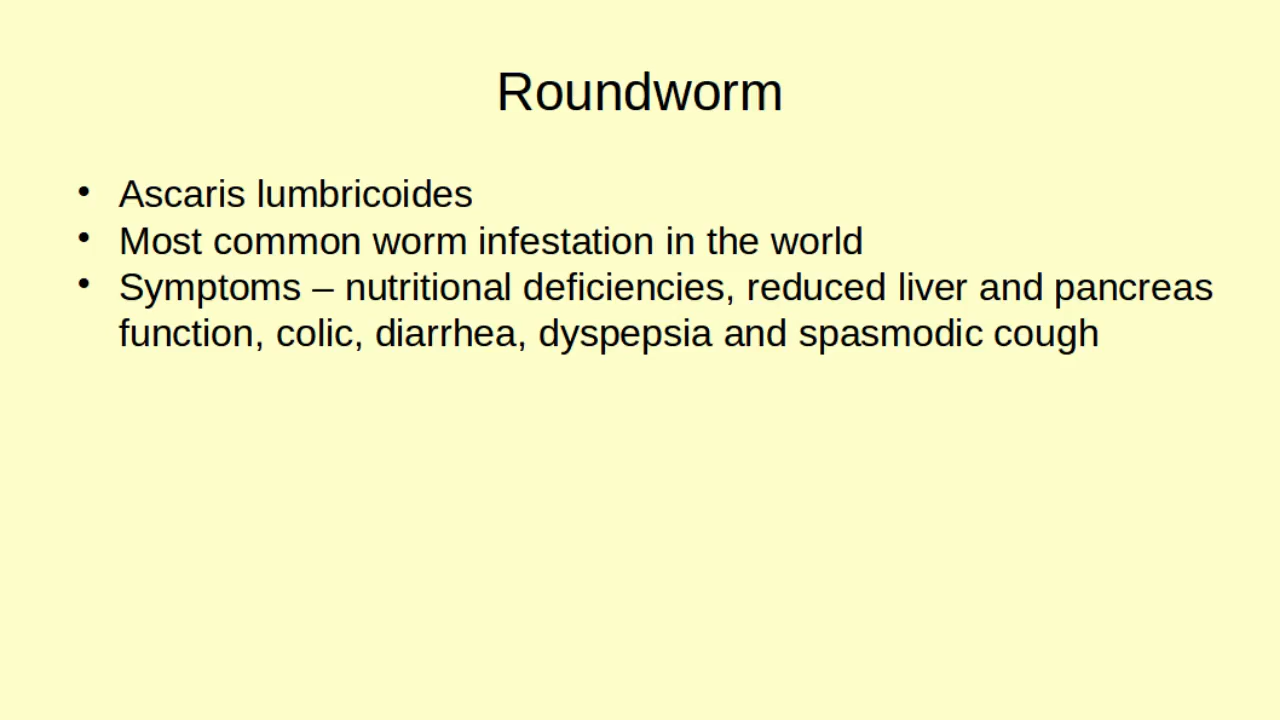 Roundworm
• Ascaris lumbricoides
• Most common worm infestation in the world
• Symptoms – nutritional deficiencies, reduced liver and pancreas
function, colic, diarrhea, dyspepsia and spasmodic cough